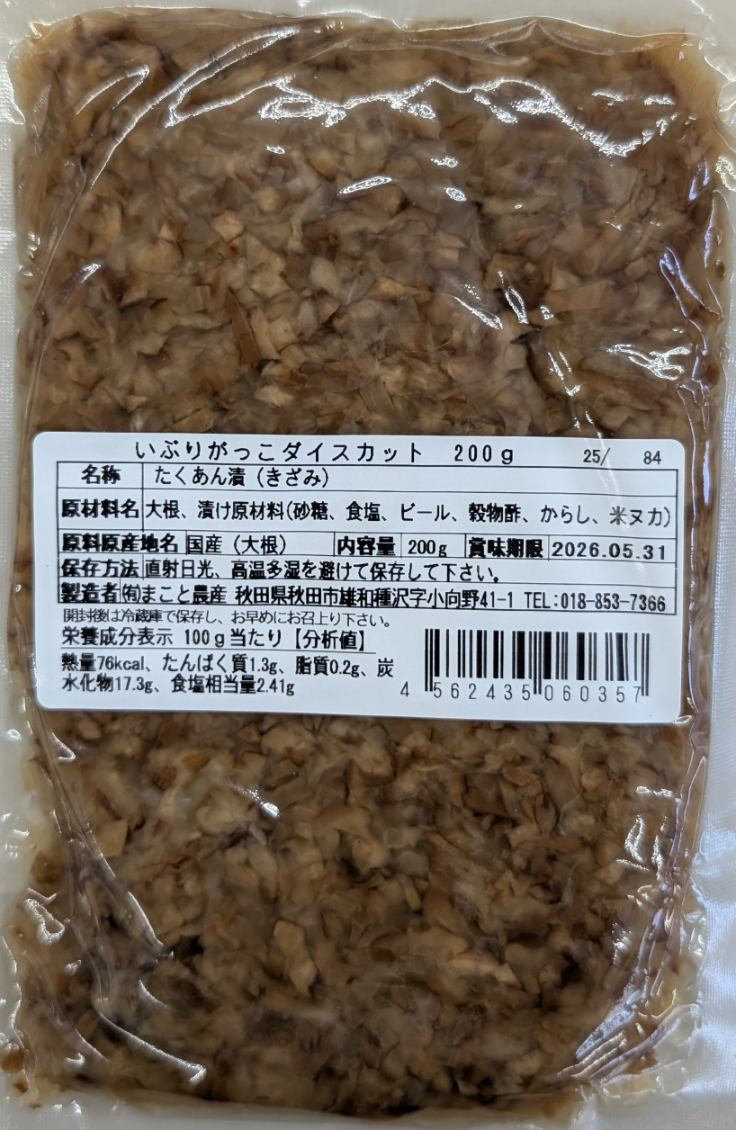 いぶりがっこダイスカット 200g 25/ 84
名称 たくあん漬（きざみ）
原材料名 大根、漬け原材料(砂糖、食塩、ビール、穀物酢、からし、米ヌカ)
原料原産地名 国産（大根） 内容量 200g 賞味期限 2026.05.31
保存方法 直射日光、高温多湿を避けて保存して下さい。
製造者 ㈲まこと農産 秋田県秋田市雄和種沢字小向野41-1 TEL:018-853-7366
開封後は冷蔵庫で保存し、お早めにお召上り下さい。
栄養成分表示 100g当たり【分析値】
熱量76kcal、たんぱく質1.3g、脂質0.2g、炭
水化物17.3g、食塩相当量2.41g
4 562435 060357